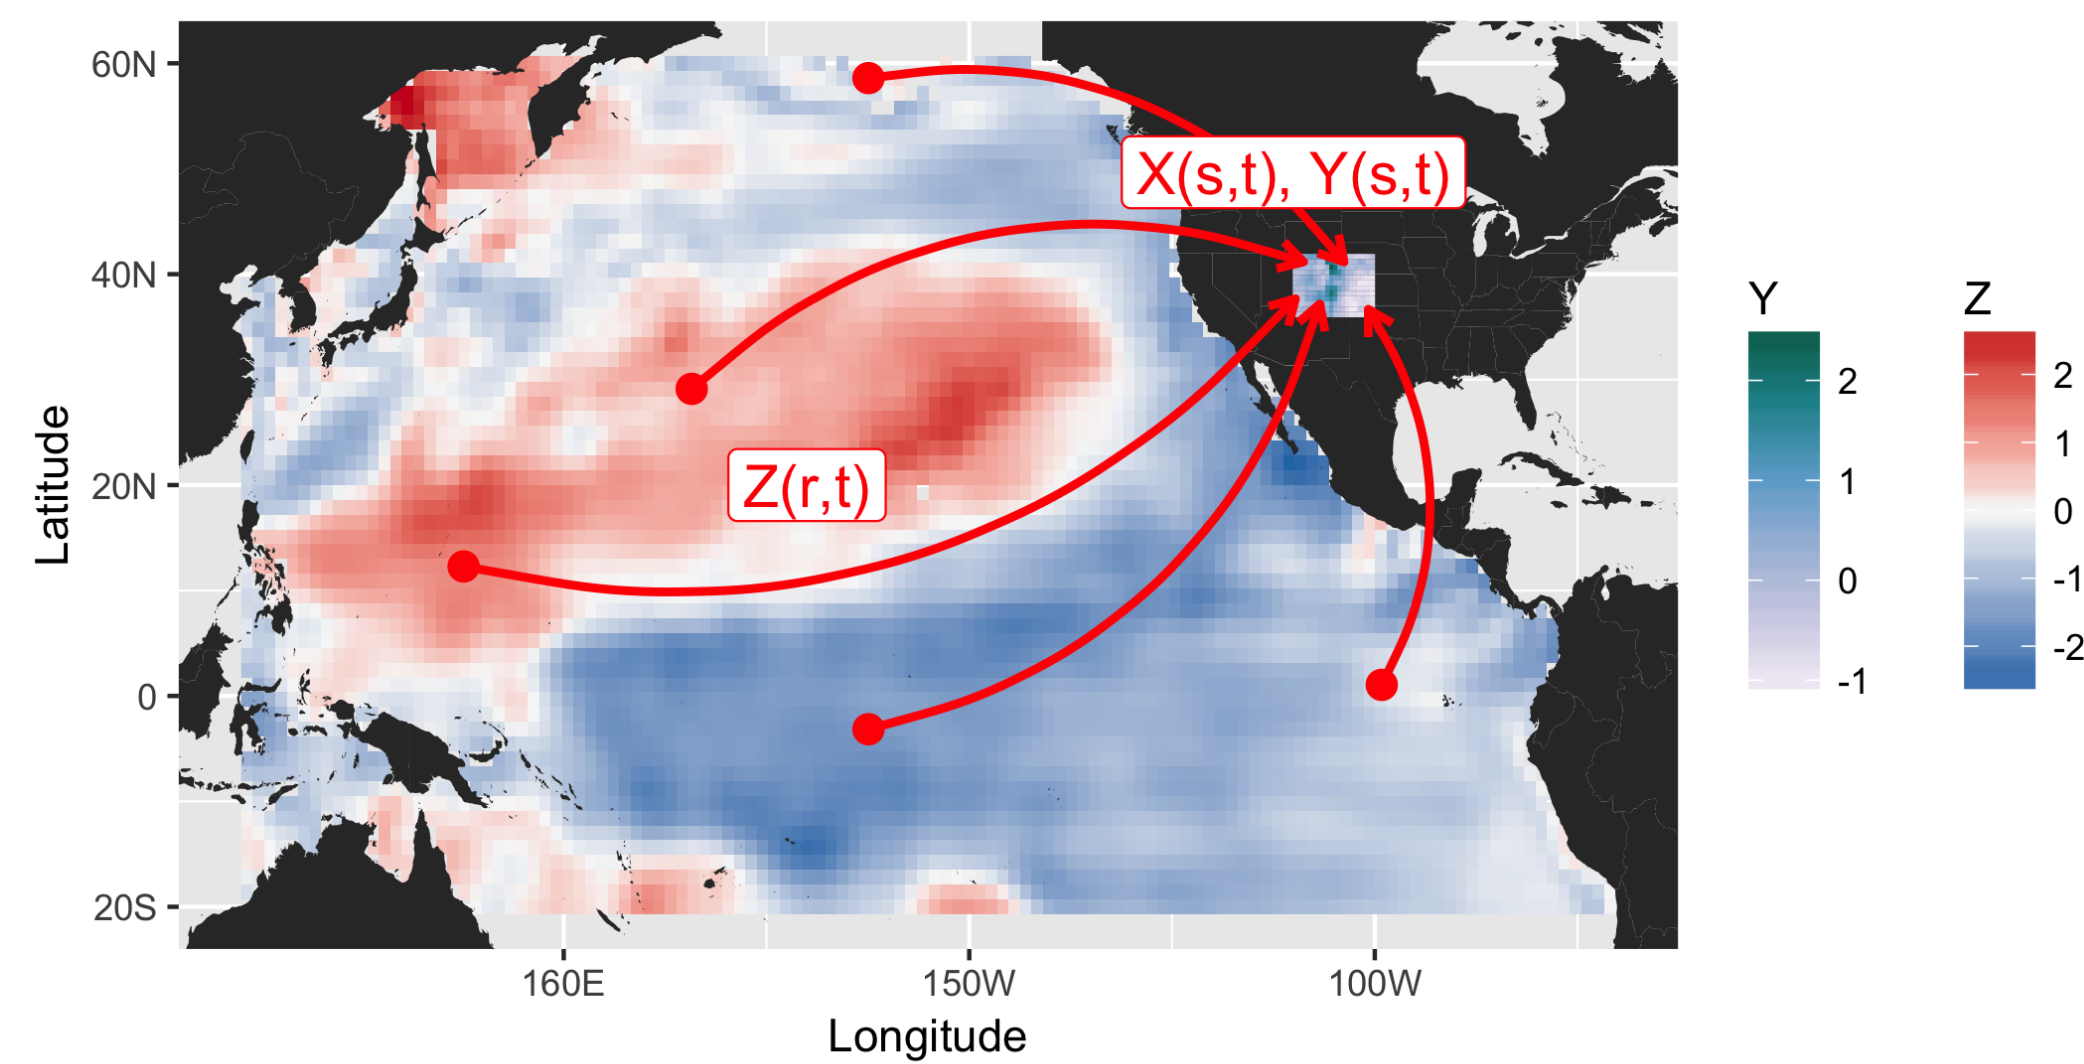 60N
40N
20N
0
20S
Latitude
160E
150W
100W
Longitude
X(s,t), Y(s,t)
Z(r,t)
Y
2
1
0
-1
Z
2
1
0
-1
-2